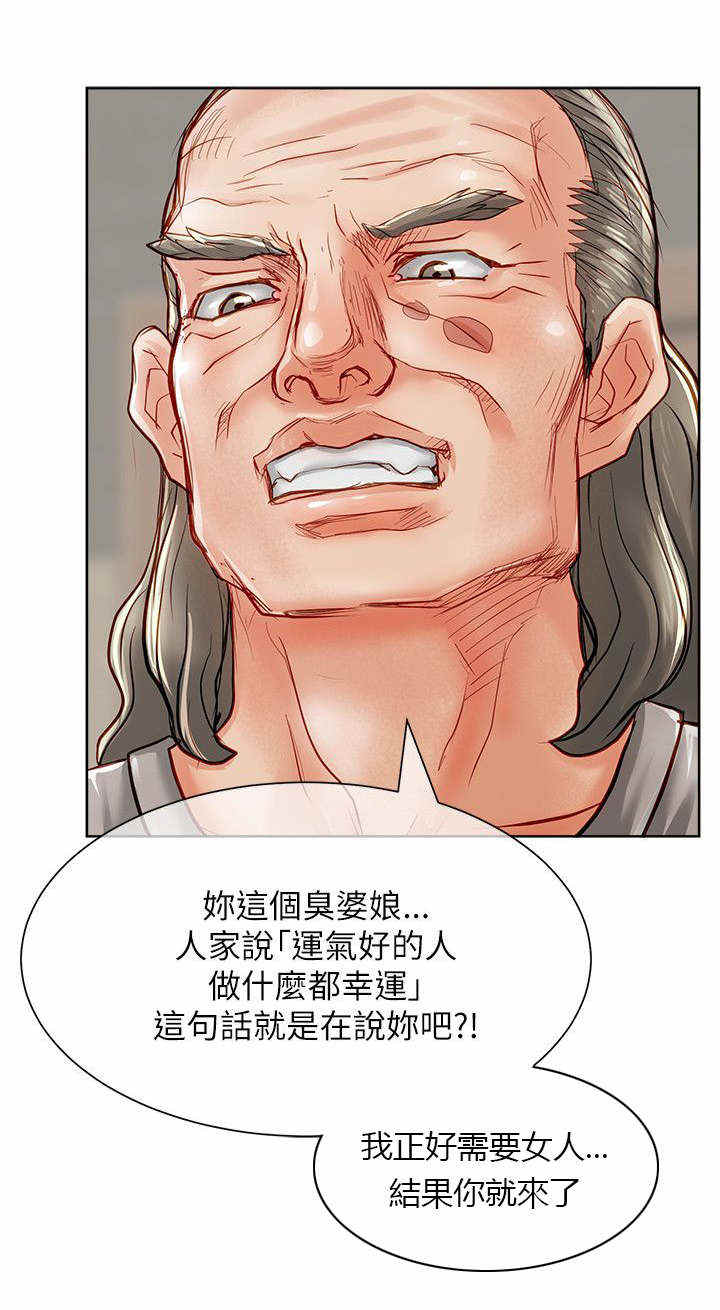 妳這個臭婆娘...
人家說「運氣好的人
做什麼都幸運」
這句話就是在說妳吧?!
我正好需要女人...
結果你就來了